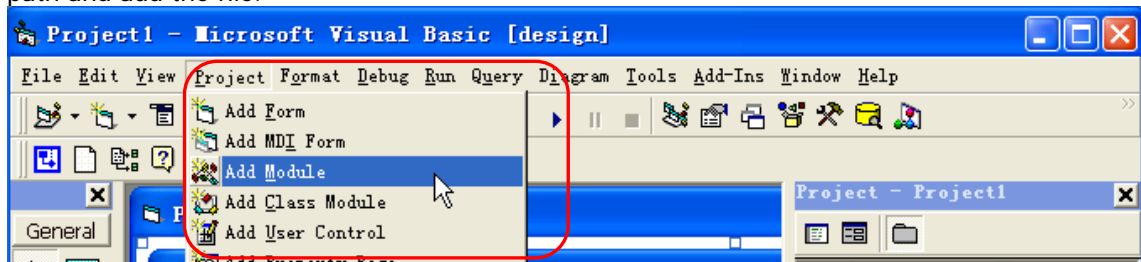 Project1 - Microsoft Visual Basic [design]
File Edit View Project Format Debug Run Query Diagram Tools Add-Ins Window Help
Add Form
Add MDI Form
Add Module
Add Class Module
Add User Control
Project - Project1
General